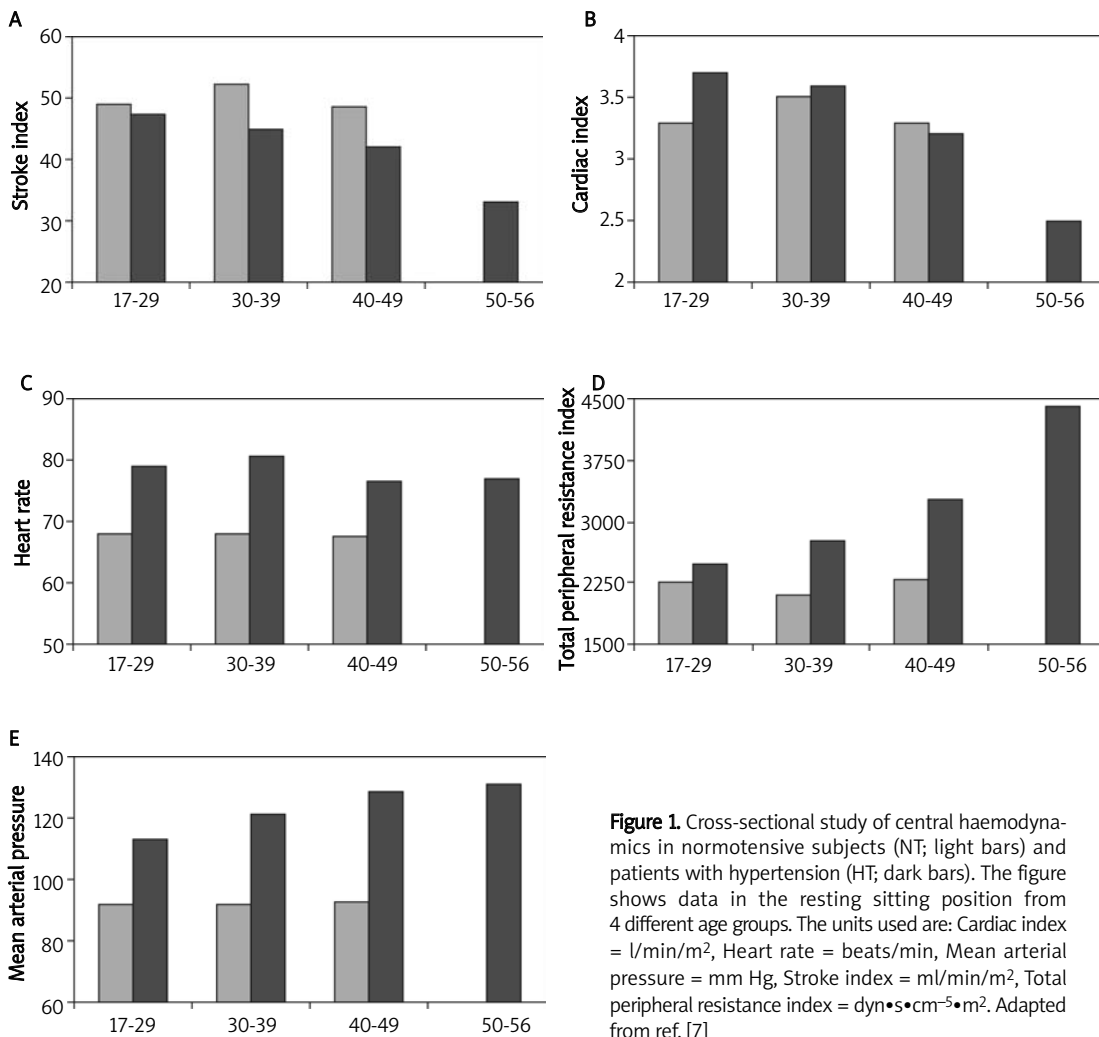 A
60
50
40
30
20
Stroke index
17-29 30-39 40-49 50-56
B
4
3.5
3
2.5
2
Cardiac index
17-29 30-39 40-49 50-56
C
90
80
70
60
50
Heart rate
17-29 30-39 40-49 50-56
D
4500
3750
3000
2250
1500
Total peripheral resistance index
17-29 30-39 40-49 50-56
E
140
120
100
80
60
Mean arterial pressure
17-29 30-39 40-49 50-56
Figure 1. Cross-sectional study of central haemodyna-
mics in normotensive subjects (NT; light bars) and
patients with hypertension (HT; dark bars). The figure
shows data in the resting sitting position from
4 different age groups. The units used are: Cardiac index
= l/min/m², Heart rate = beats/min, Mean arterial
pressure = mm Hg, Stroke index = ml/min/m², Total
peripheral resistance index = dyn•s•cm⁻⁵•m². Adapted
from ref. [7]